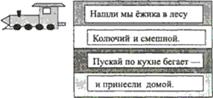 Нашли мы ёжика в лесу
Колючий и смешной.
Пускай по кухне бегает —
и принесли домой.